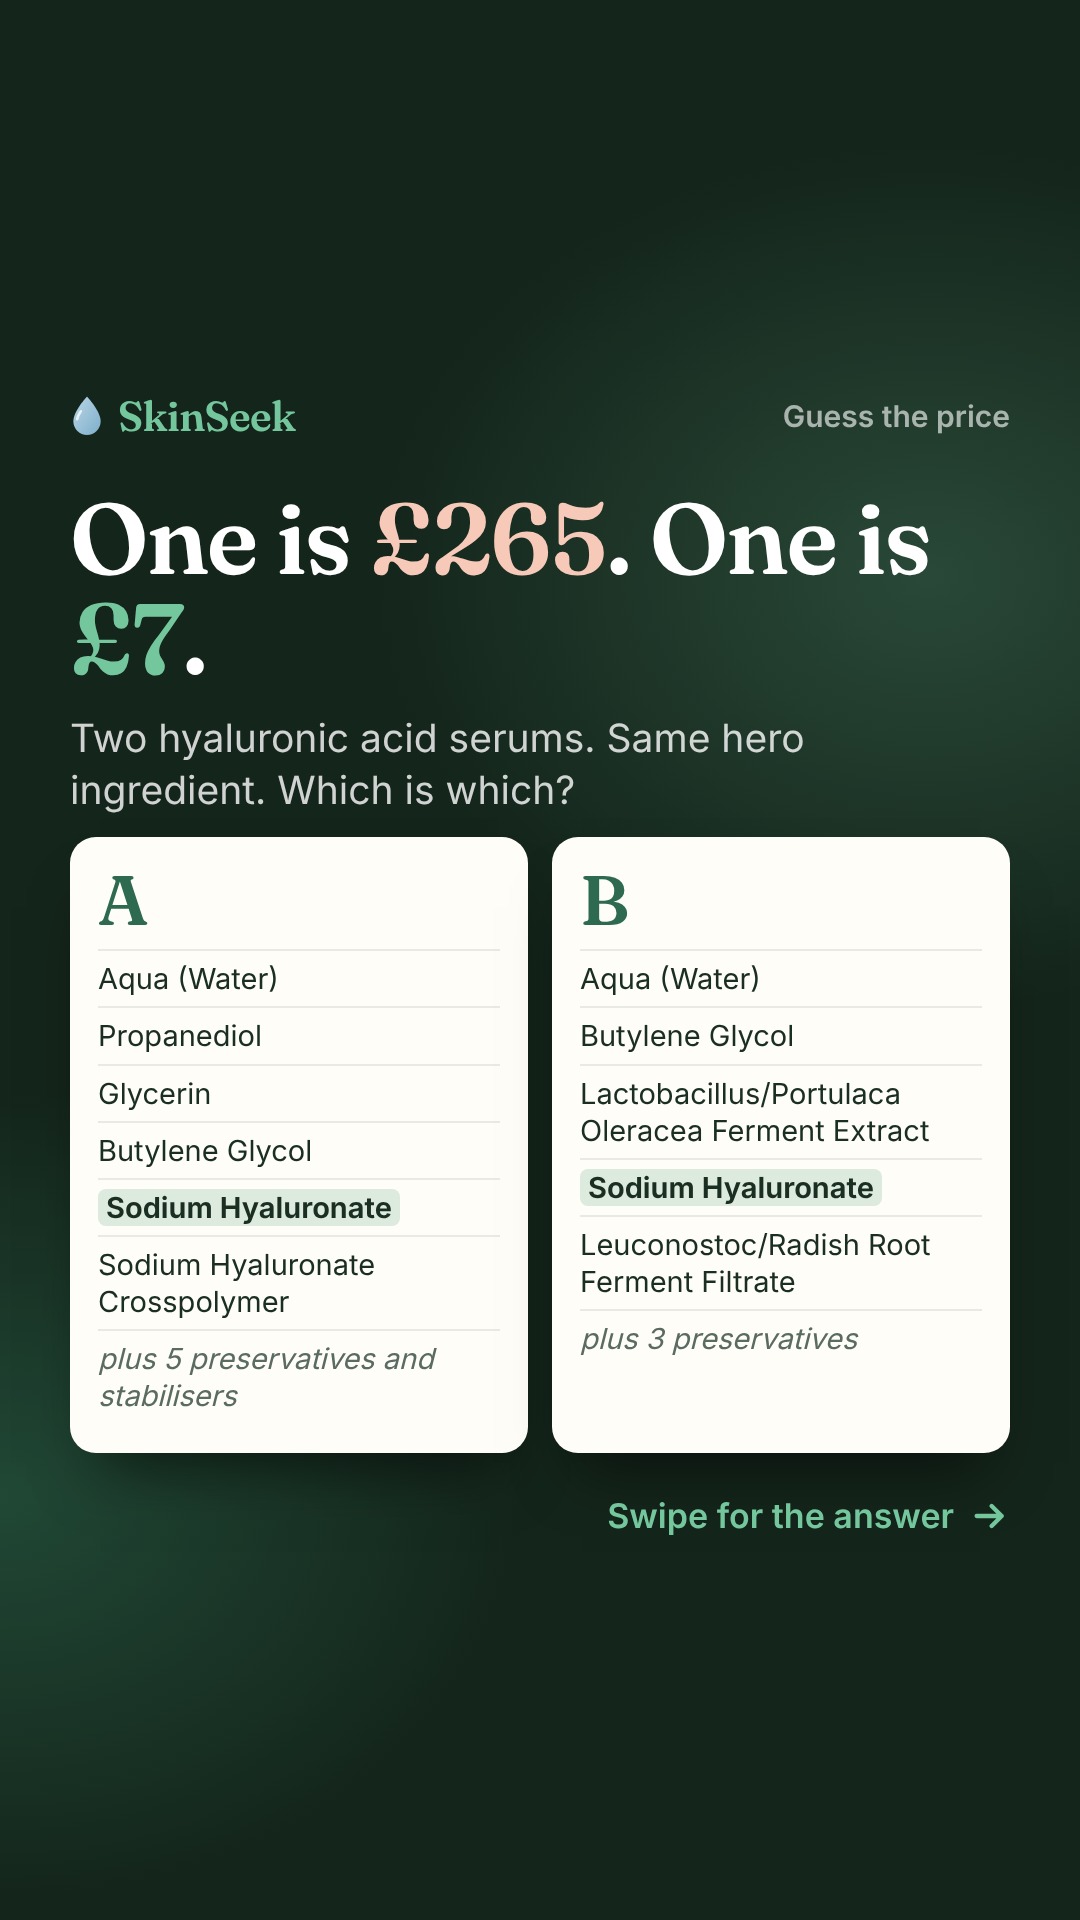 SkinSeek
Guess the price
One is £265. One is
£7.
Two hyaluronic acid serums. Same hero
ingredient. Which is which?
A
Aqua (Water)
Propanediol
Glycerin
Butylene Glycol
Sodium Hyaluronate
Sodium Hyaluronate
Crosspolymer
plus 5 preservatives and
stabilisers
B
Aqua (Water)
Butylene Glycol
Lactobacillus/Portulaca
Oleracea Ferment Extract
Sodium Hyaluronate
Leuconostoc/Radish Root
Ferment Filtrate
plus 3 preservatives
Swipe for the answer →